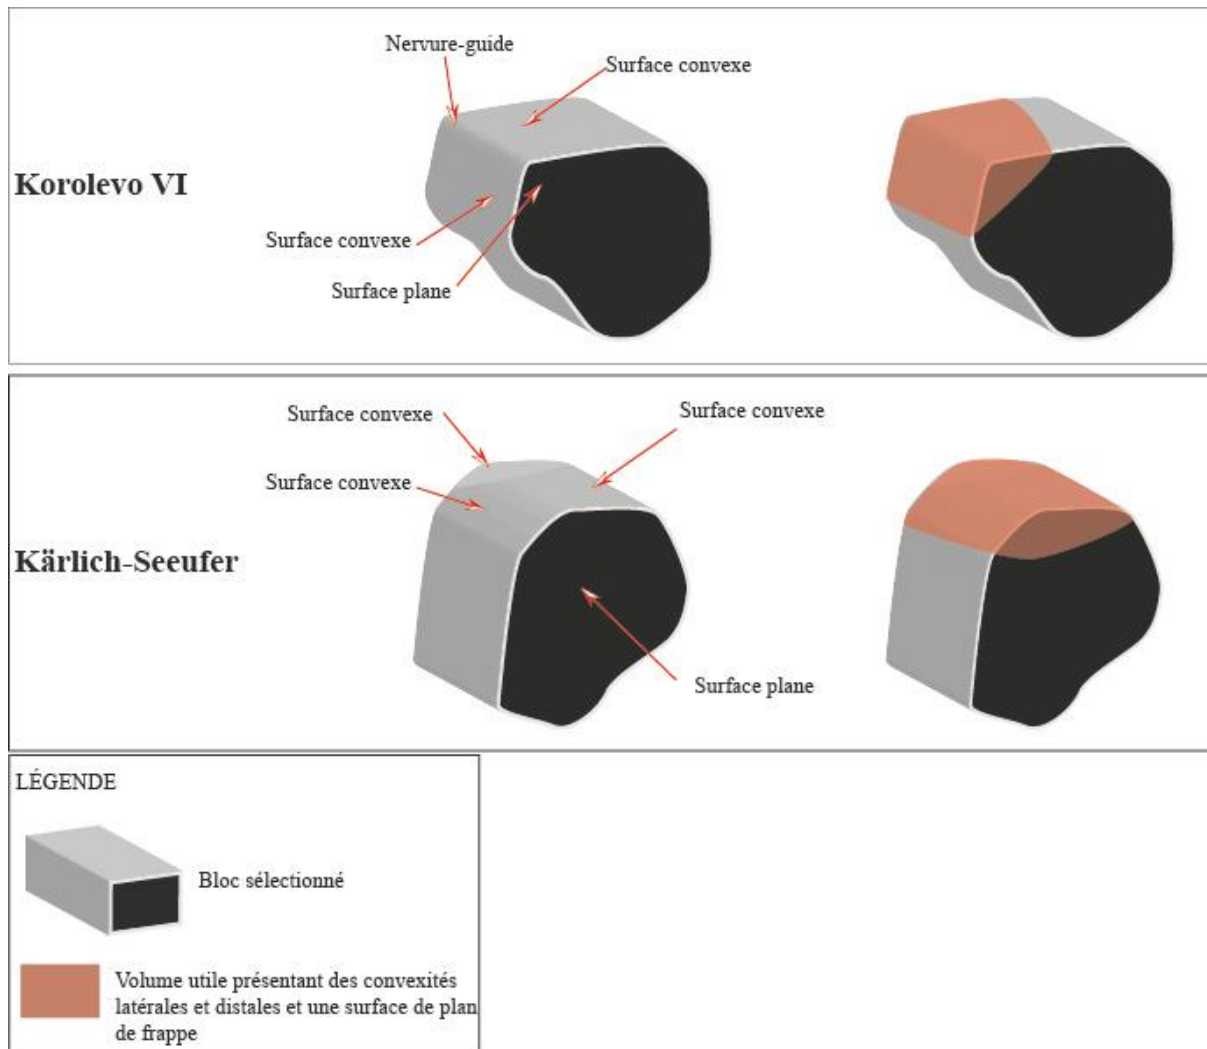 Nervure-guide
Surface convexe
Korolevo VI
Surface convexe
Surface plane
Surface convexe
Surface convexe
Surface convexe
Kärlich-Seeufer
Surface plane
LÉGENDE
Bloc sélectionné
Volume utile présentant des convexités
latérales et distales et une surface de plan
de frappe